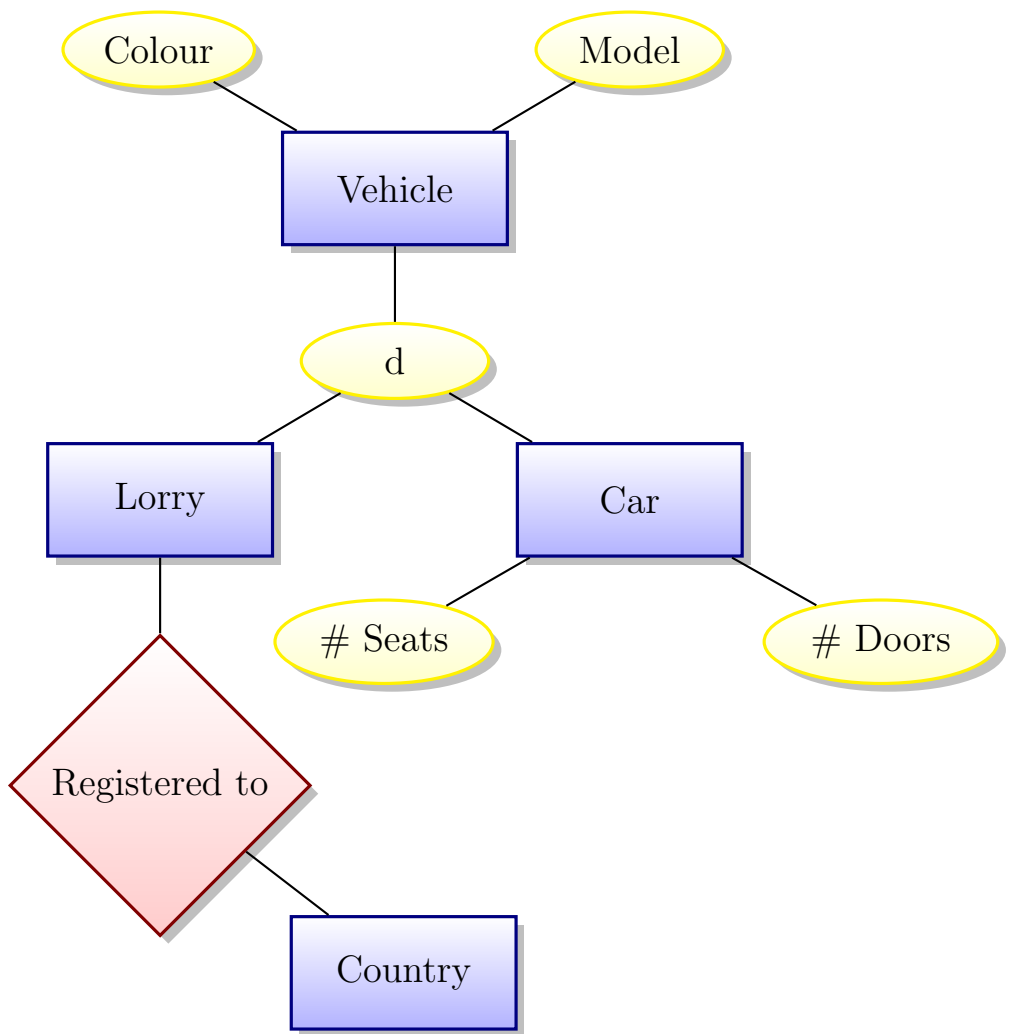 Colour
Model
Vehicle
d
Lorry
Car
# Seats
# Doors
Registered to
Country